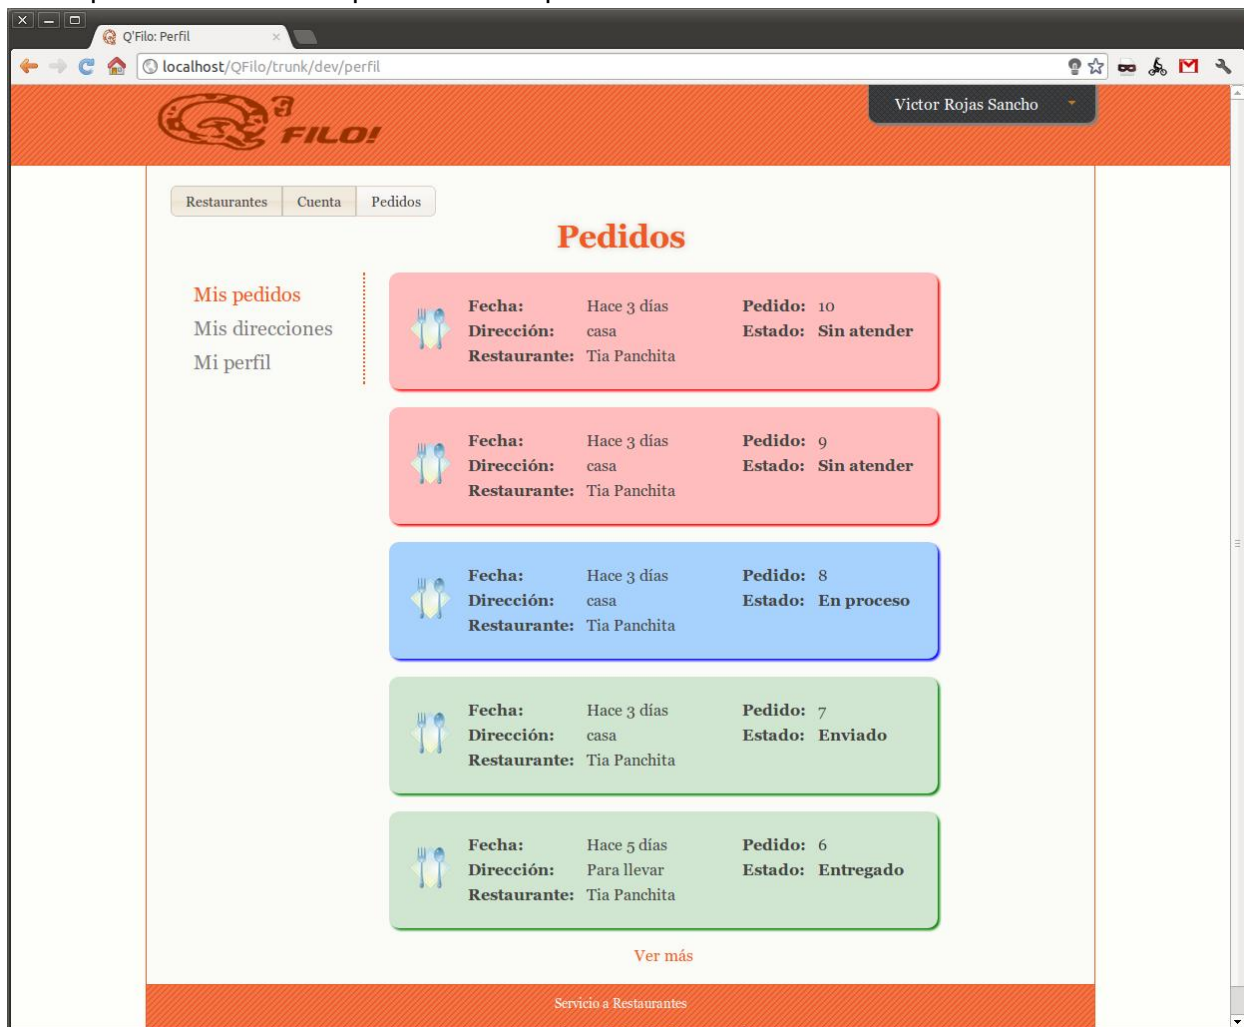 Q'Filo: Perfil
localhost/QFilo/trunk/dev/perfil
Q' FILO!
Victor Rojas Sancho
Restaurantes Cuenta Pedidos
Pedidos
Mis pedidos
Mis direcciones
Mi perfil
Fecha: Hace 3 días Pedido: 10
Dirección: casa Estado: Sin atender
Restaurante: Tia Panchita
Fecha: Hace 3 días Pedido: 9
Dirección: casa Estado: Sin atender
Restaurante: Tia Panchita
Fecha: Hace 3 días Pedido: 8
Dirección: casa Estado: En proceso
Restaurante: Tia Panchita
Fecha: Hace 3 días Pedido: 7
Dirección: casa Estado: Enviado
Restaurante: Tia Panchita
Fecha: Hace 5 días Pedido: 6
Dirección: Para llevar Estado: Entregado
Restaurante: Tia Panchita
Ver más
Servicio a Restaurantes